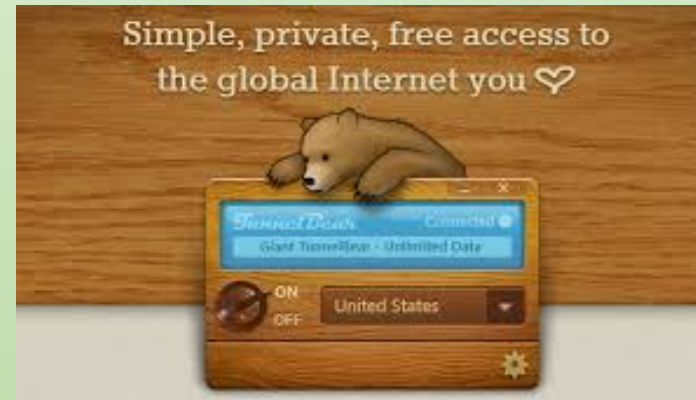 Simple, private, free access to
the global Internet you
TunnelBear Connected
Giant TunnelBear - Unlimited Data
ON
United States
OFF